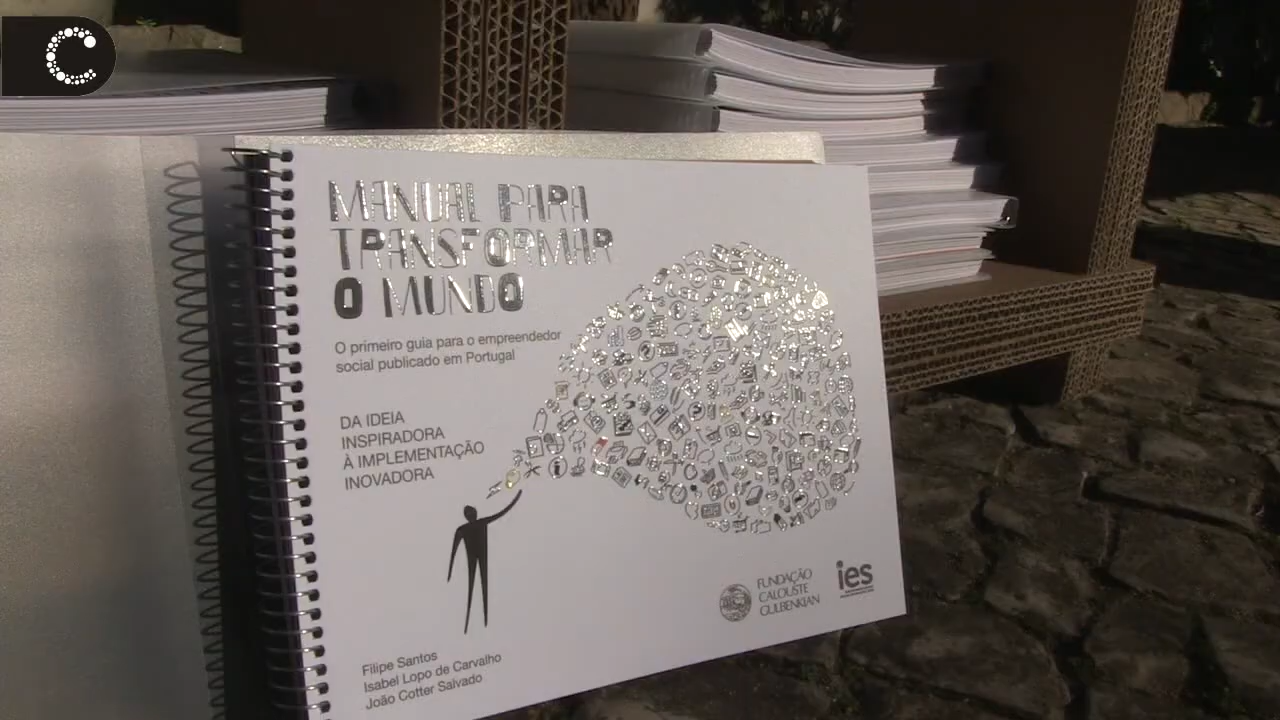 MANUAL PARA
TRANSFORMAR
O MUNDO
O primeiro guia para o empreendedor
social publicado em Portugal
DA IDEIA
INSPIRADORA
À IMPLEMENTAÇÃO
INOVADORA
FUNDAÇÃO
CALOUSTE
GULBENKIAN
ies
Filipe Santos
Isabel Lopo de Carvalho
João Cotter Salvado